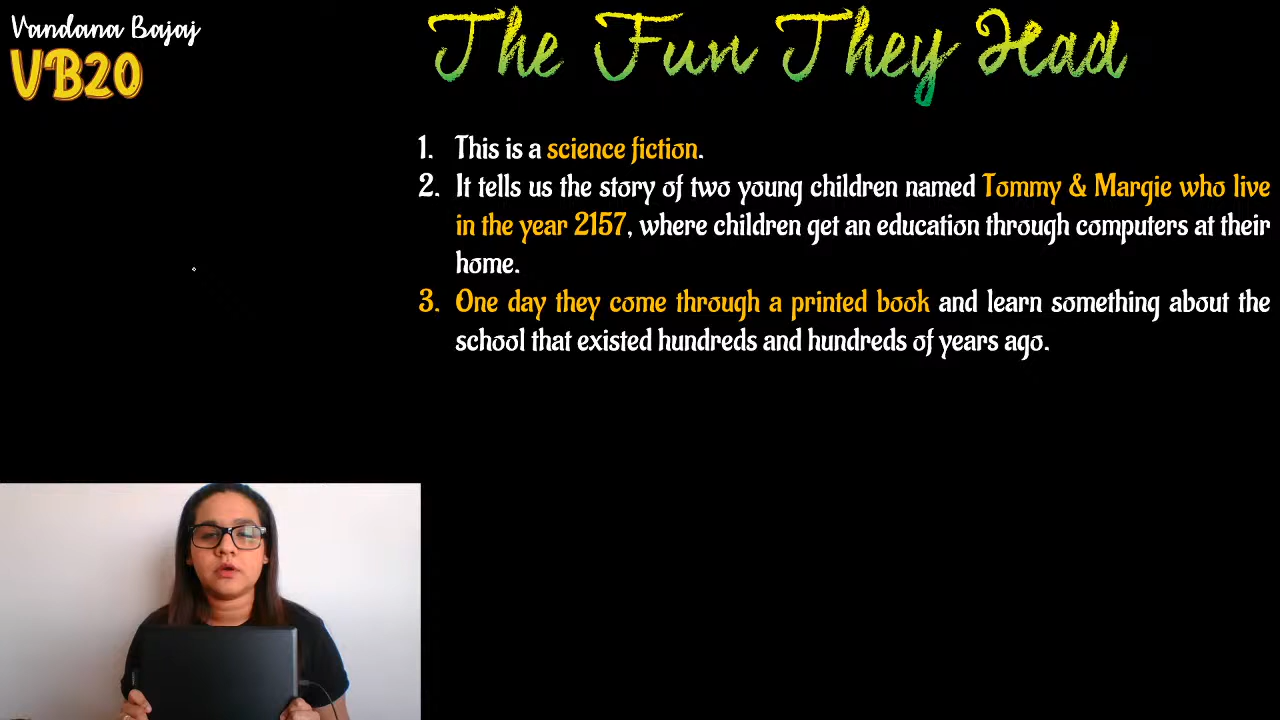 Vandana Bajaj
VB20
The Fun They Had
1. This is a science fiction.
2. It tells us the story of two young children named Tommy & Margie who live
in the year 2157, where children get an education through computers at their
home.
3. One day they come through a printed book and learn something about the
school that existed hundreds and hundreds of years ago.